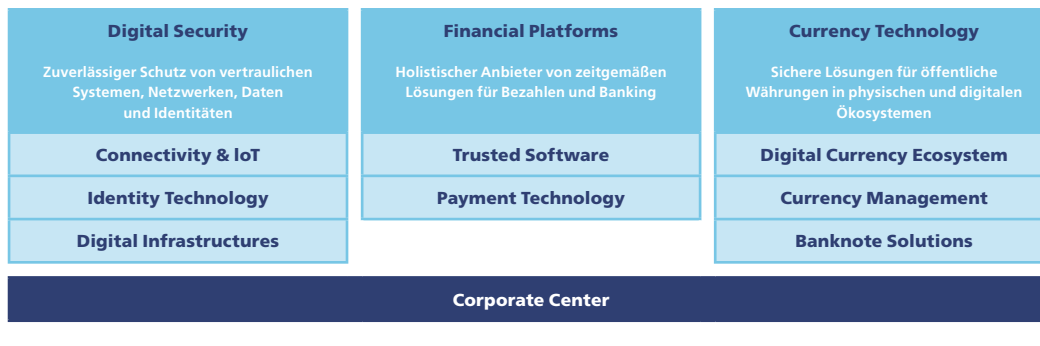 Digital Security
Zuverlässiger Schutz von vertraulichen
Systemen, Netzwerken, Daten
und Identitäten
Connectivity & loT
Identity Technology
Digital Infrastructures
Financial Platforms
Holistischer Anbieter von zeitgemäßen
Lösungen für Bezahlen und Banking
Trusted Software
Payment Technology
Currency Technology
Sichere Lösungen für öffentliche
Währungen in physischen und digitalen
Ökosystemen
Digital Currency Ecosystem
Currency Management
Banknote Solutions
Corporate Center